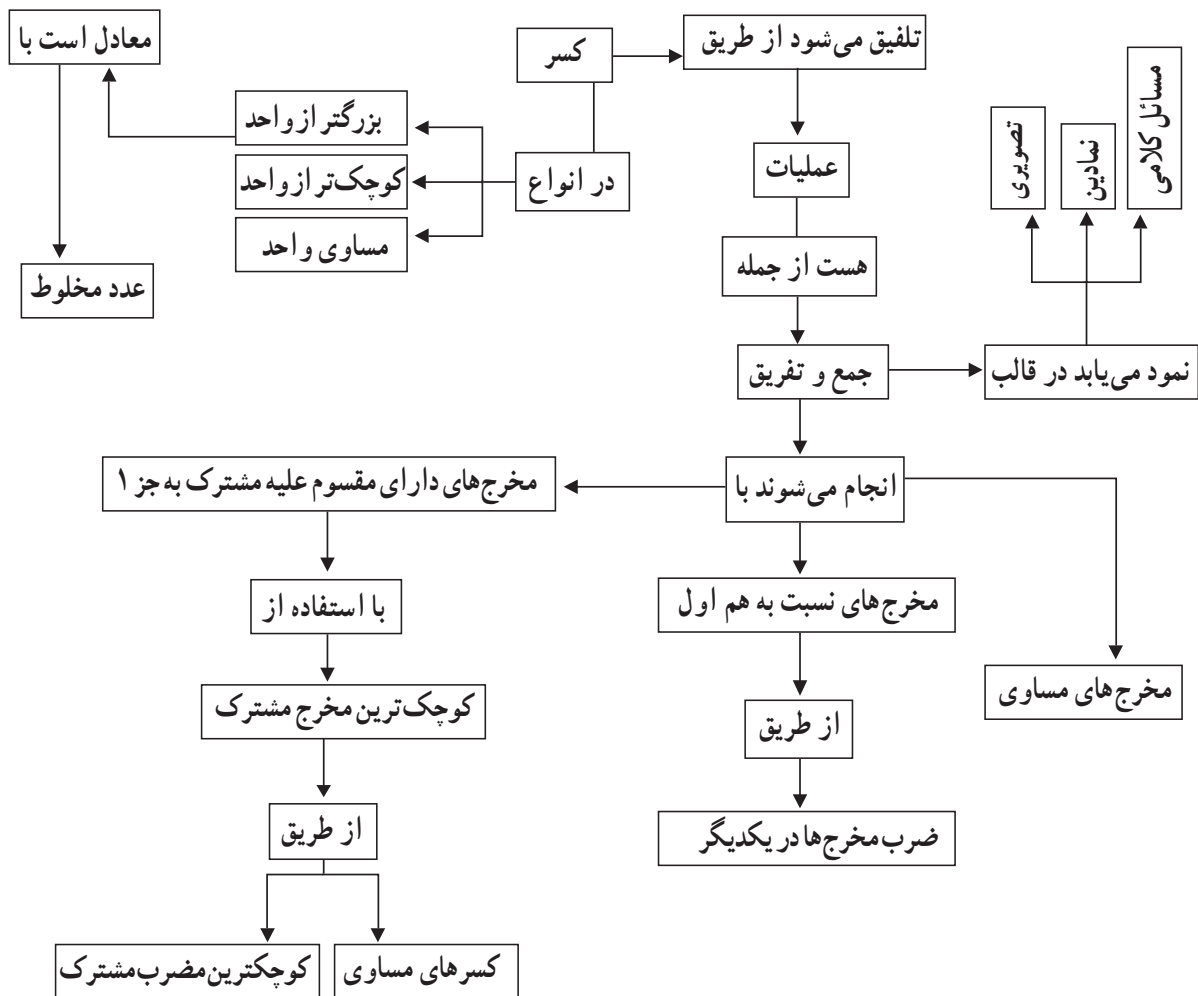 کسر
تلفیق می‌شود از طریق
معادل است با
بزرگتر از واحد
کوچک‌تر از واحد
مساوی واحد
در انواع
عدد مخلوط
عملیات
هست از جمله
جمع و تفریق
نمود می‌یابد در قالب
مسائل کلامی
نمادین
تصویری
انجام می‌شوند با
مخرج‌های دارای مقسوم علیه مشترک به جز ۱
مخرج‌های نسبت به هم اول
مخرج‌های مساوی
با استفاده از
کوچک‌ترین مخرج مشترک
از طریق
ضرب مخرج‌ها در یکدیگر
از طریق
کسرهای مساوی
کوچکترین مضرب مشترک